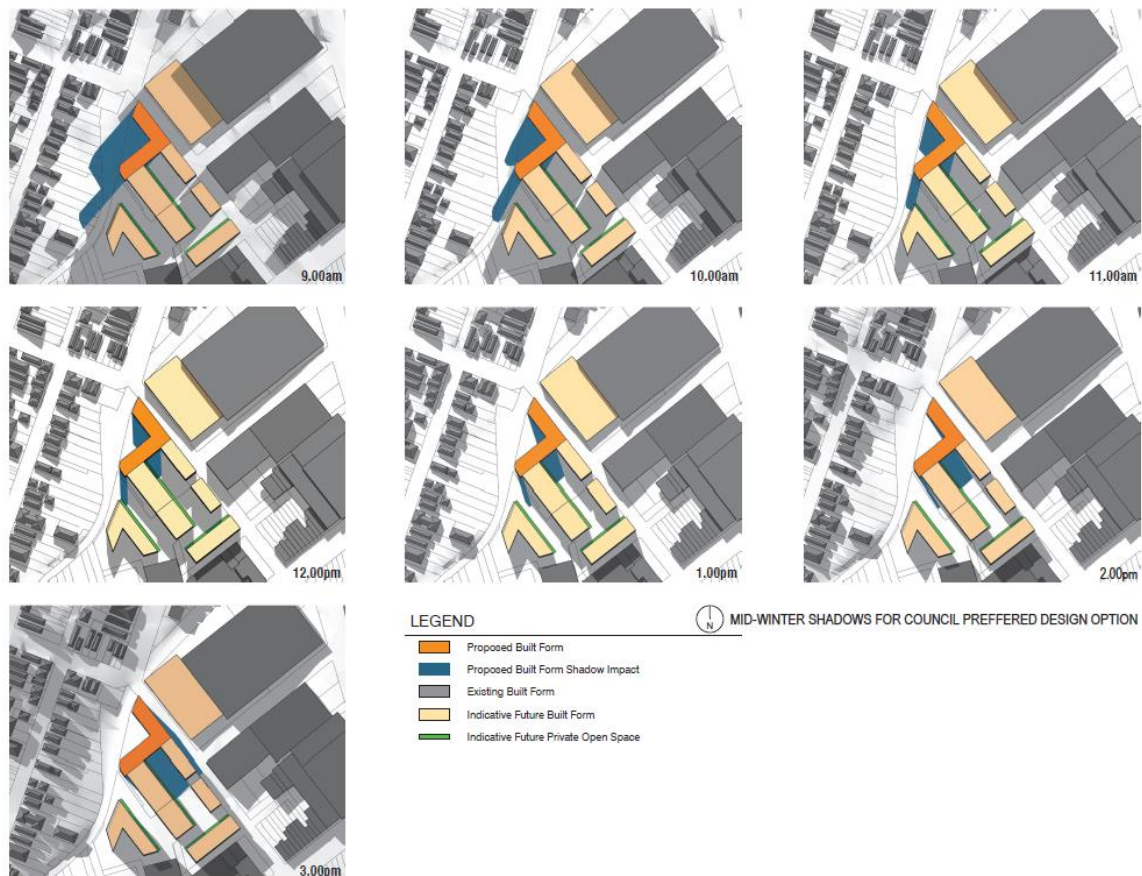 9.00am
10.00am
11.00am
12.00pm
1.00pm
2.00pm
3.00pm
LEGEND
Proposed Built Form
Proposed Built Form Shadow Impact
Existing Built Form
Indicative Future Built Form
Indicative Future Private Open Space
N
MID-WINTER SHADOWS FOR COUNCIL PREFFERED DESIGN OPTION